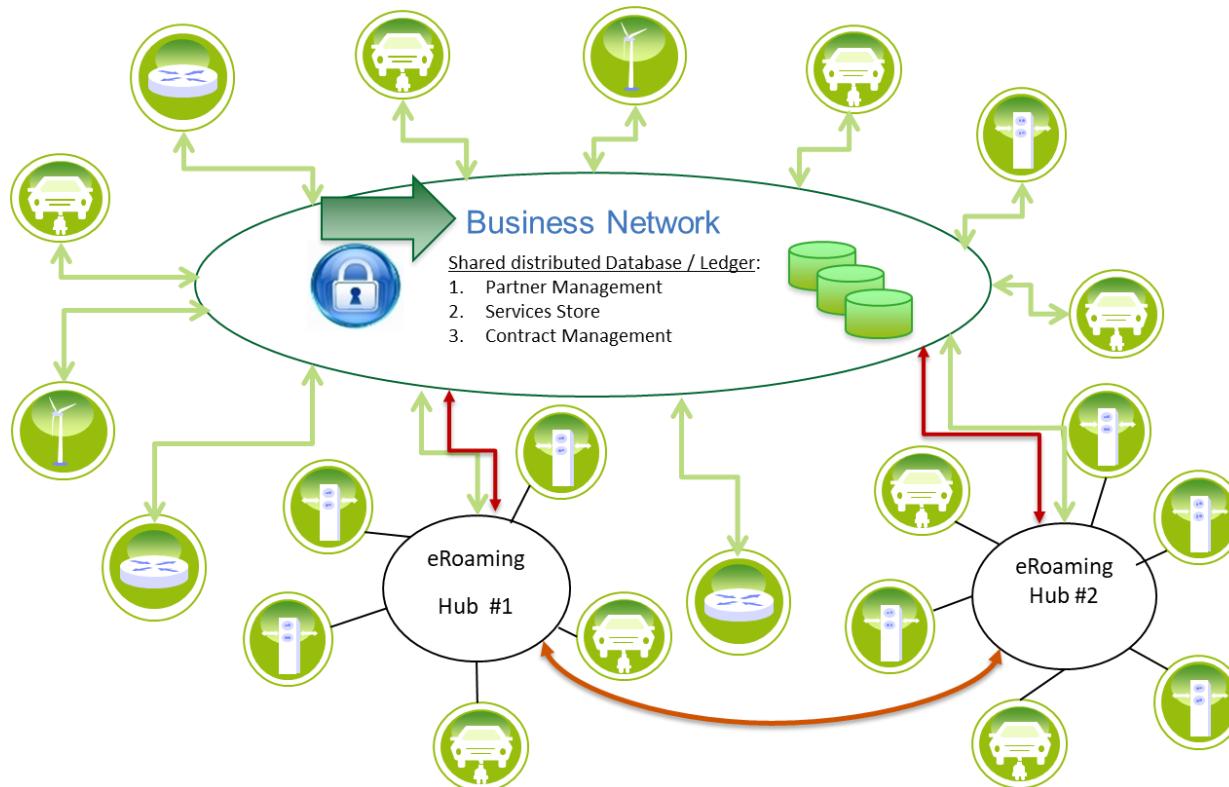 Business Network
Shared distributed Database / Ledger:
1. Partner Management
2. Services Store
3. Contract Management
eRoaming
Hub #1
eRoaming
Hub #2